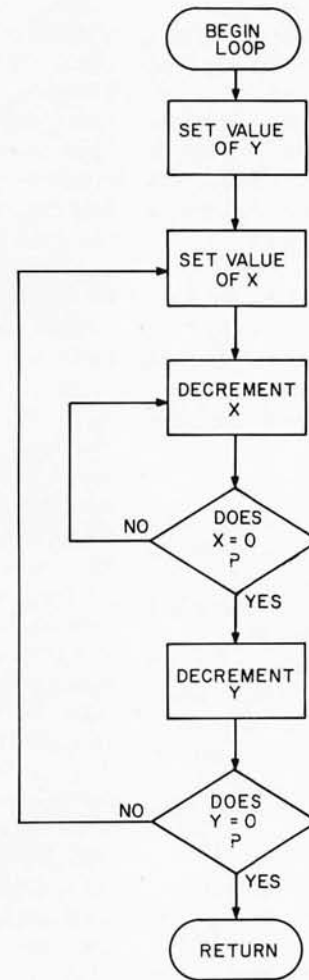 BEGIN
LOOP
SET VALUE
OF Y
SET VALUE
OF X
DECREMENT
X
DOES
X = 0
?
NO
YES
DECREMENT
Y
DOES
Y = 0
?
NO
YES
RETURN